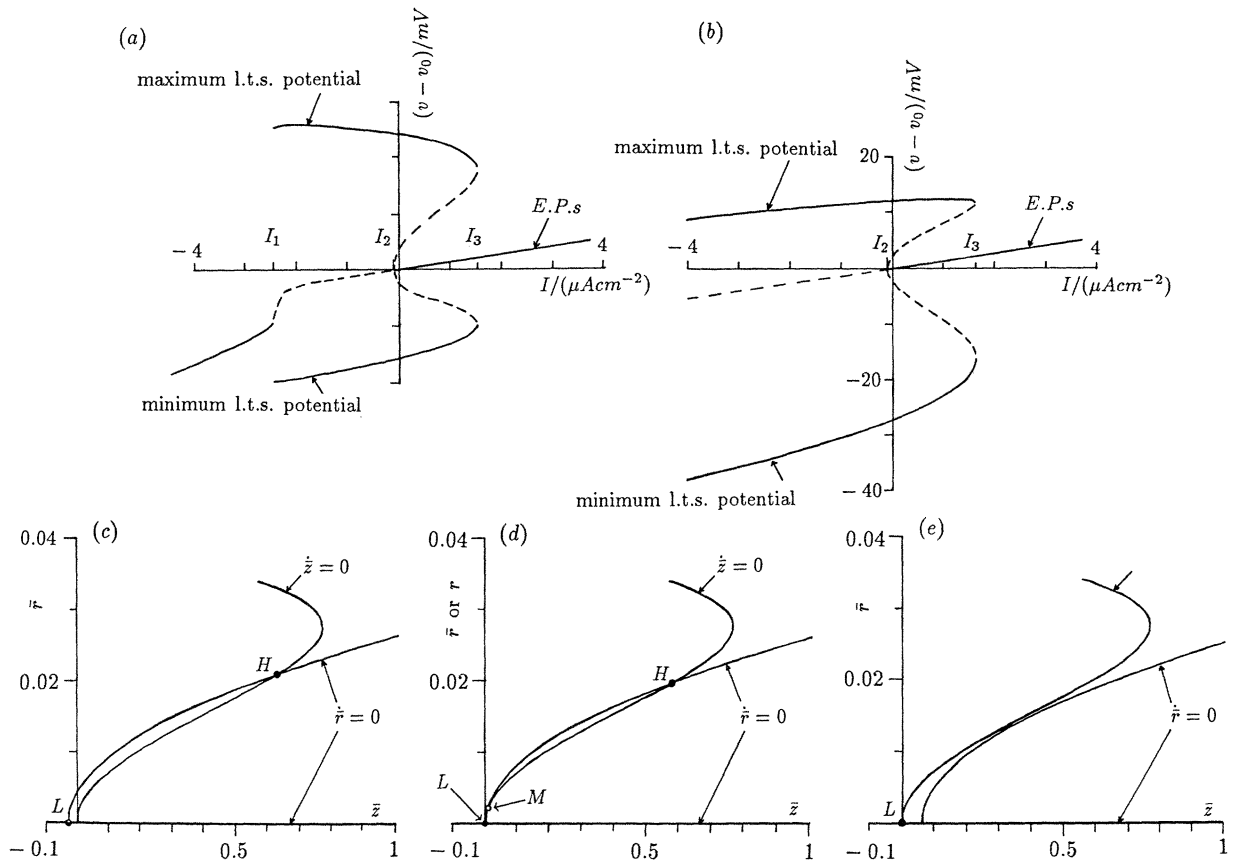 (a)
(v − v₀)/mV
maximum l.t.s. potential
E.P.s
− 4
I₁
I₂
I₃
4
I/(μAcm⁻²)
minimum l.t.s. potential
(b)
(v − v₀)/mV
maximum l.t.s. potential
20
E.P.s
− 4
I₂
I₃
4
I/(μAcm⁻²)
−20
minimum l.t.s. potential
− 40
(c)
0.04
r̄
ż̄ = 0
H
0.02
ṙ̄ = 0
L
z̄
− 0.1
0.5
1
(d)
0.04
r̄ or r
ż̄ = 0
H
0.02
ṙ̄ = 0
L
M
z̄
− 0.1
0.5
1
(e)
0.04
r̄
0.02
ṙ̄ = 0
L
z̄
− 0.1
0.5
1